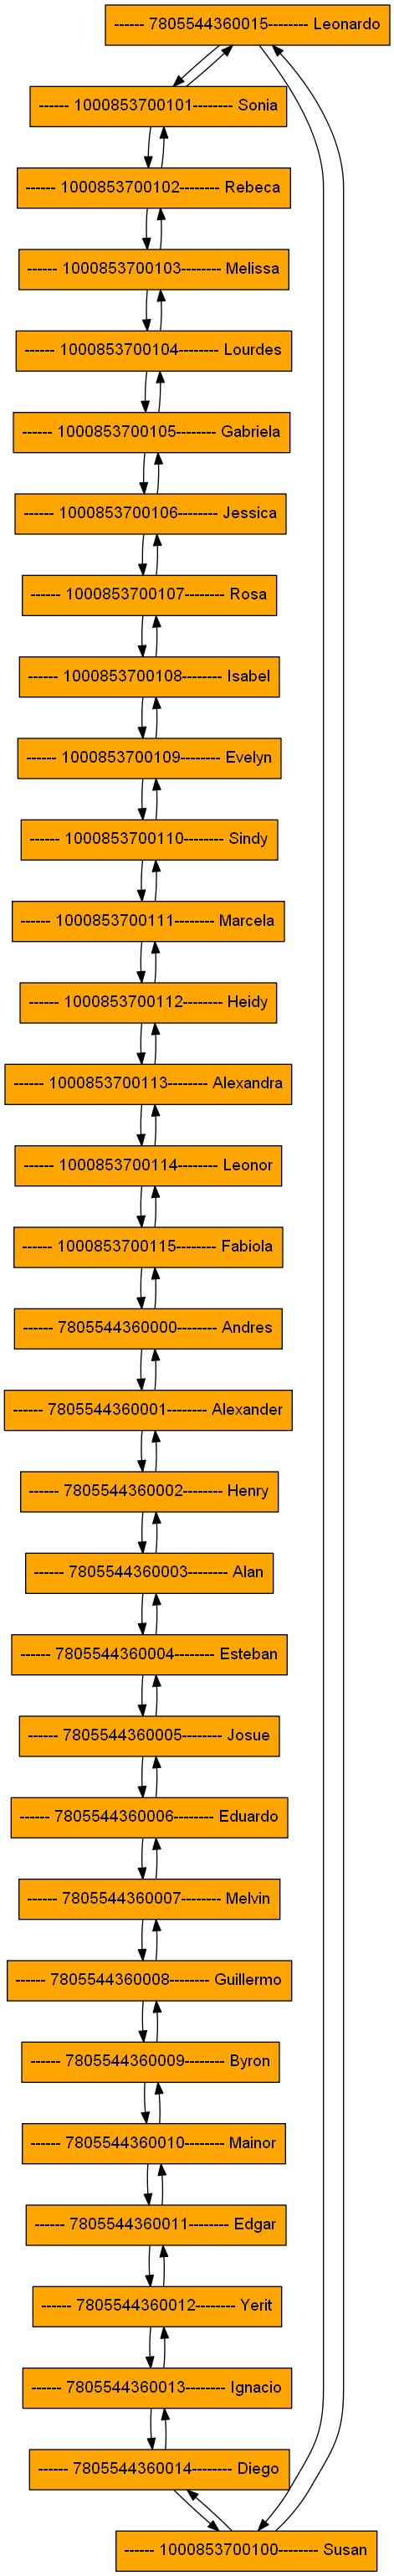 ------ 7805544360015-------- Leonardo
------ 1000853700101-------- Sonia
------ 1000853700102-------- Rebeca
------ 1000853700103-------- Melissa
------ 1000853700104-------- Lourdes
------ 1000853700105-------- Gabriela
------ 1000853700106-------- Jessica
------ 1000853700107-------- Rosa
------ 1000853700108-------- Isabel
------ 1000853700109-------- Evelyn
------ 1000853700110-------- Sindy
------ 1000853700111-------- Marcela
------ 1000853700112-------- Heidy
------ 1000853700113-------- Alexandra
------ 1000853700114-------- Leonor
------ 1000853700115-------- Fabiola
------ 7805544360000-------- Andres
------ 7805544360001-------- Alexander
------ 7805544360002-------- Henry
------ 7805544360003-------- Alan
------ 7805544360004-------- Esteban
------ 7805544360005-------- Josue
------ 7805544360006-------- Eduardo
------ 7805544360007-------- Melvin
------ 7805544360008-------- Guillermo
------ 7805544360009-------- Byron
------ 7805544360010-------- Mainor
------ 7805544360011-------- Edgar
------ 7805544360012-------- Yerit
------ 7805544360013-------- Ignacio
------ 7805544360014-------- Diego
------ 1000853700100-------- Susan